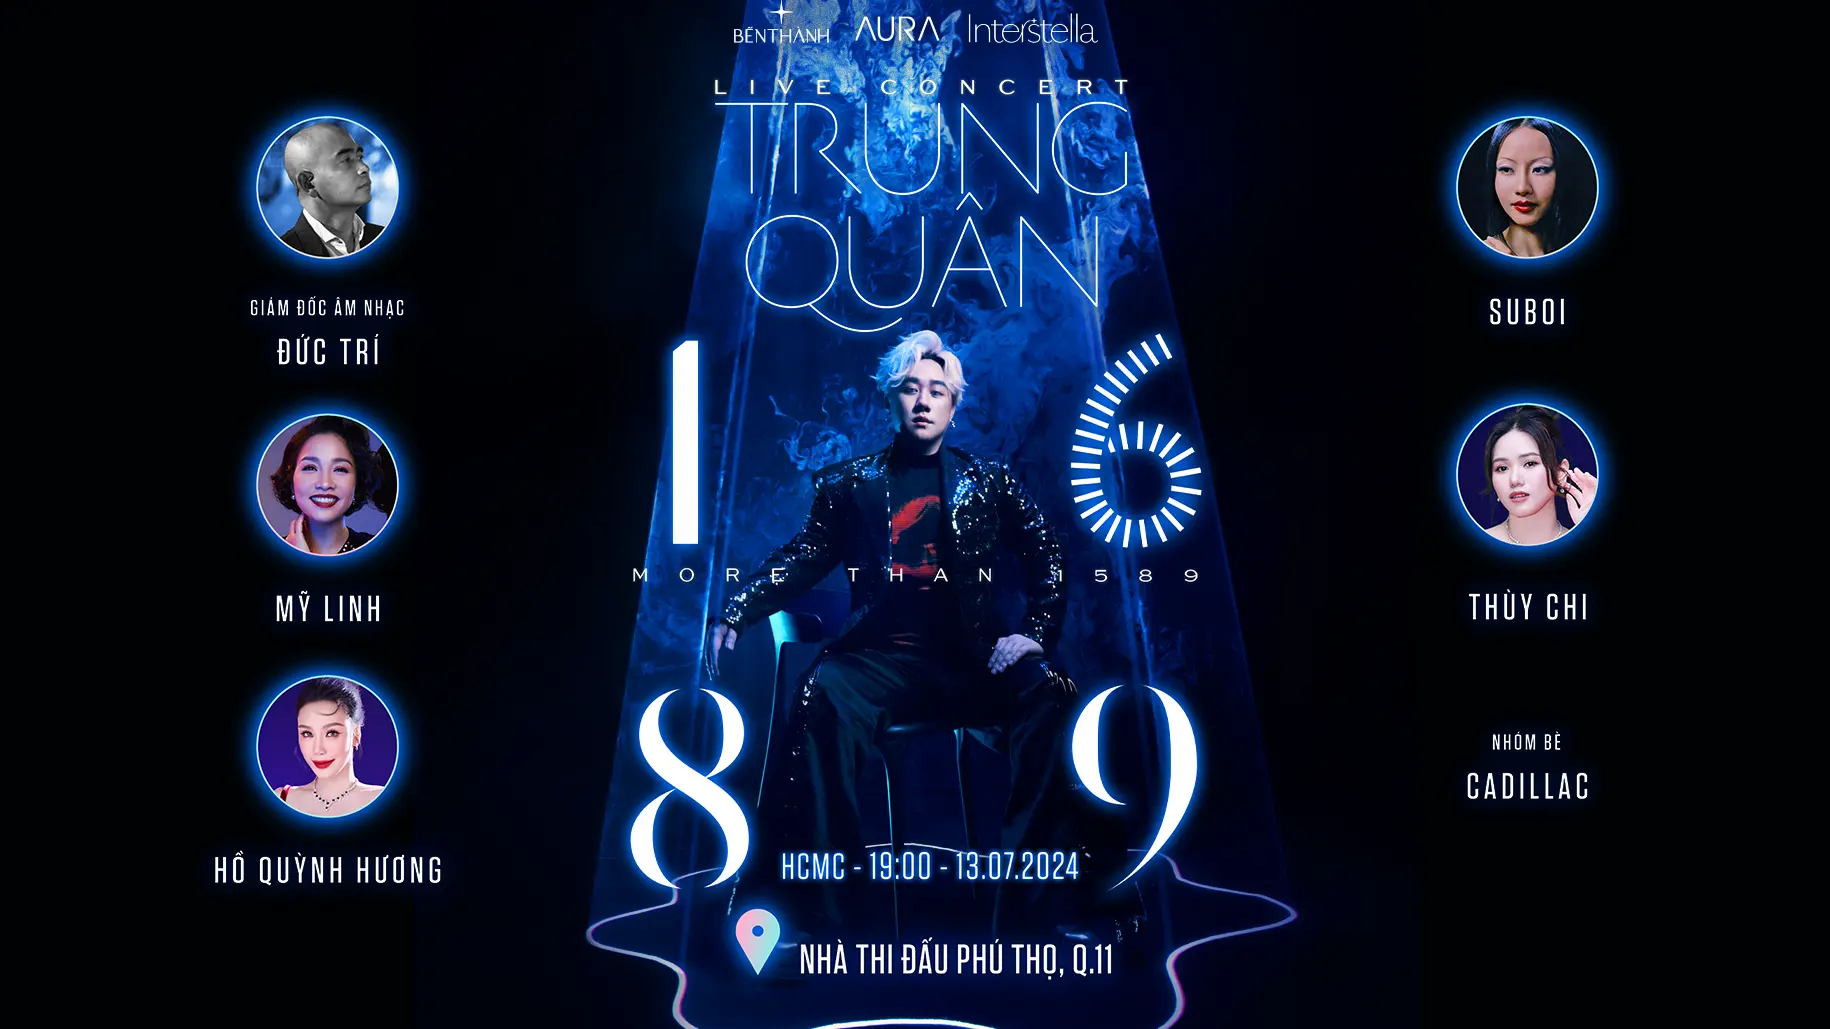 BẾN THÀNH AURA Interstella
LIVE CONCERT
TRUNG
QUÂN
1 6
MORE THAN 1589
8 9
HCMC - 19:00 - 13.07.2024
NHÀ THI ĐẤU PHÚ THỌ, Q.11
GIÁM ĐỐC ÂM NHẠC
ĐỨC TRÍ
MỸ LINH
HỒ QUỲNH HƯƠNG
SUBOI
THÙY CHI
NHÓM BÈ
CADILLAC